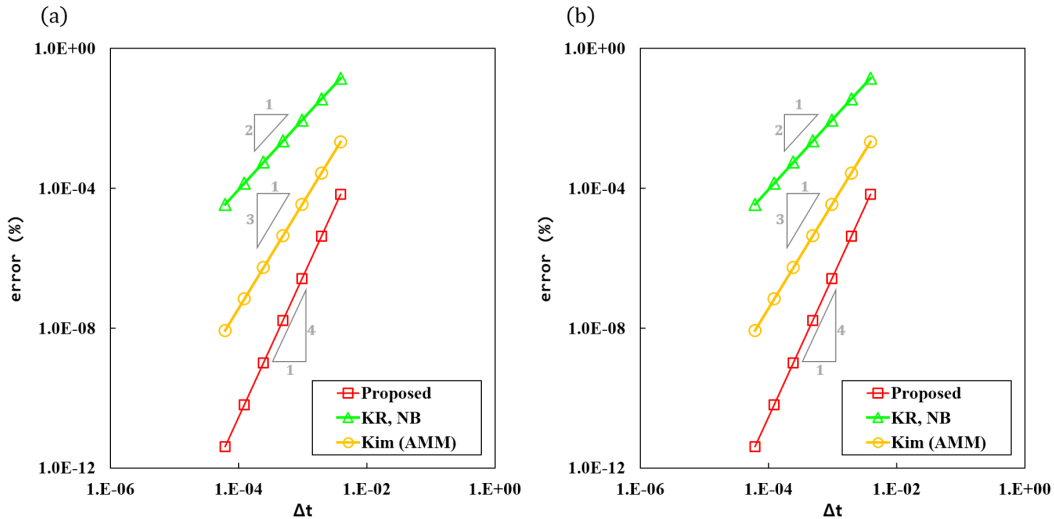 (a)
1.0E+00
1.0E-04
1.0E-08
1.0E-12
error (%)
1
2
1
3
4
1
Proposed
KR, NB
Kim (AMM)
1.E-06
1.E-04
1.E-02
1.E+00
Δt
(b)
1.0E+00
1.0E-04
1.0E-08
1.0E-12
error (%)
1
2
1
3
4
1
Proposed
KR, NB
Kim (AMM)
1.E-06
1.E-04
1.E-02
1.E+00
Δt